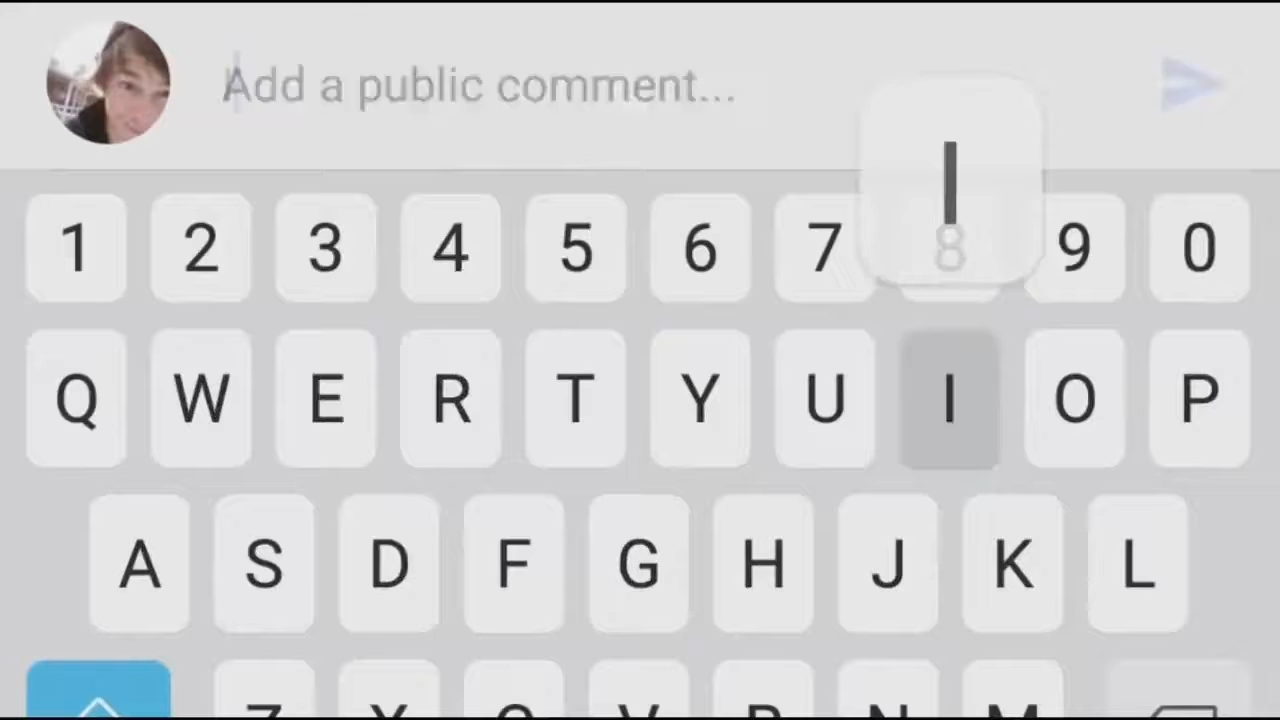 Add a public comment...
I
1 2 3 4 5 6 7 8 9 0
Q W E R T Y U I O P
A S D F G H J K L
Z X C V B N M